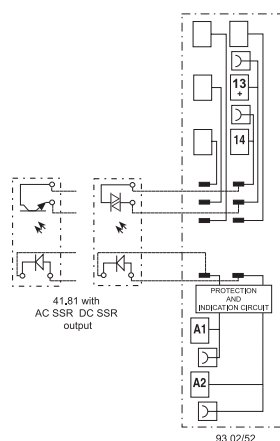 13
+
14
41.81 with
AC SSR DC SSR
output
PROTECTION
AND
INDICATION CIRCUIT
A1
A2
93.02/52